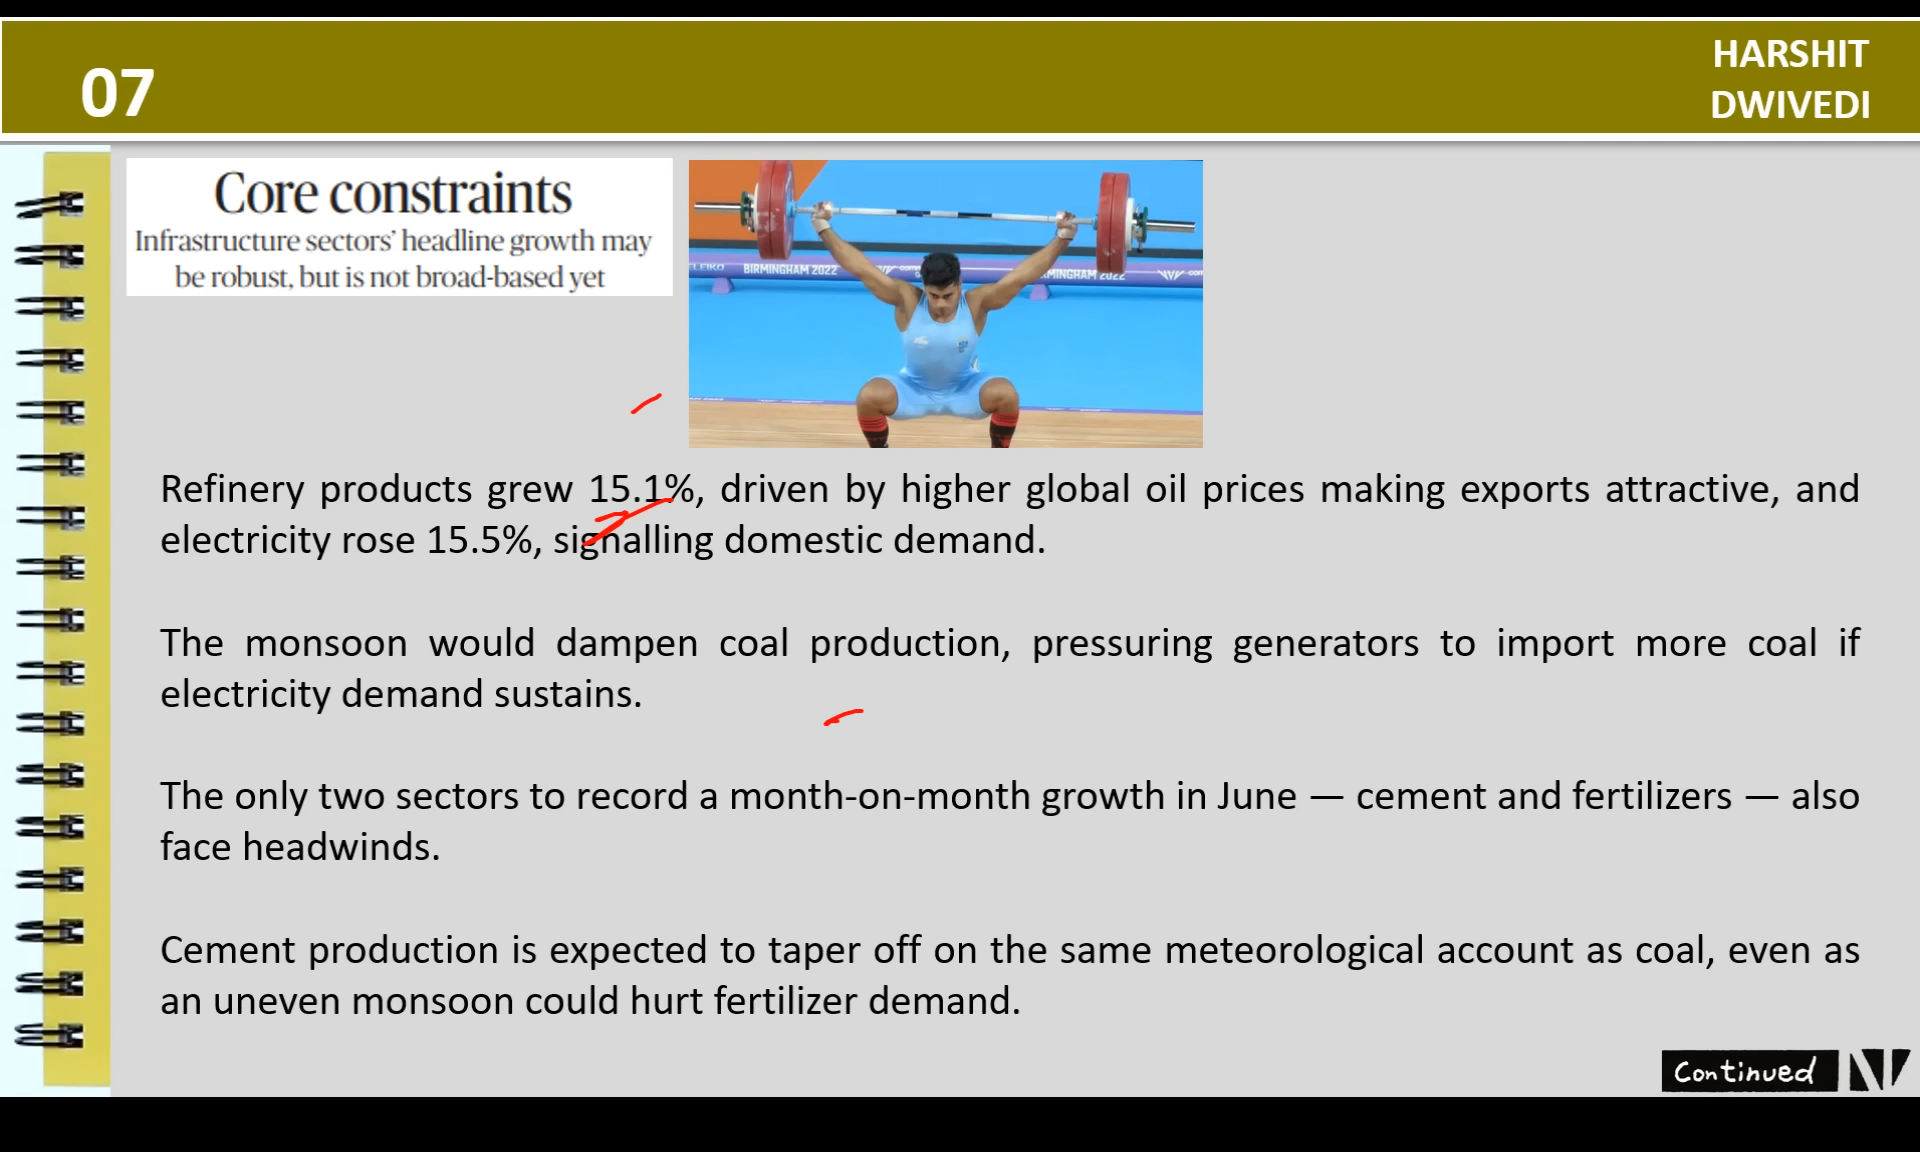 07
HARSHIT
DWIVEDI
Core constraints
Infrastructure sectors' headline growth may
be robust, but is not broad-based yet
ELEIKO BIRMINGHAM 2022
Refinery products grew 15.1%, driven by higher global oil prices making exports attractive, and
electricity rose 15.5%, signalling domestic demand.
The monsoon would dampen coal production, pressuring generators to import more coal if
electricity demand sustains.
The only two sectors to record a month-on-month growth in June — cement and fertilizers — also
face headwinds.
Cement production is expected to taper off on the same meteorological account as coal, even as
an uneven monsoon could hurt fertilizer demand.
Continued